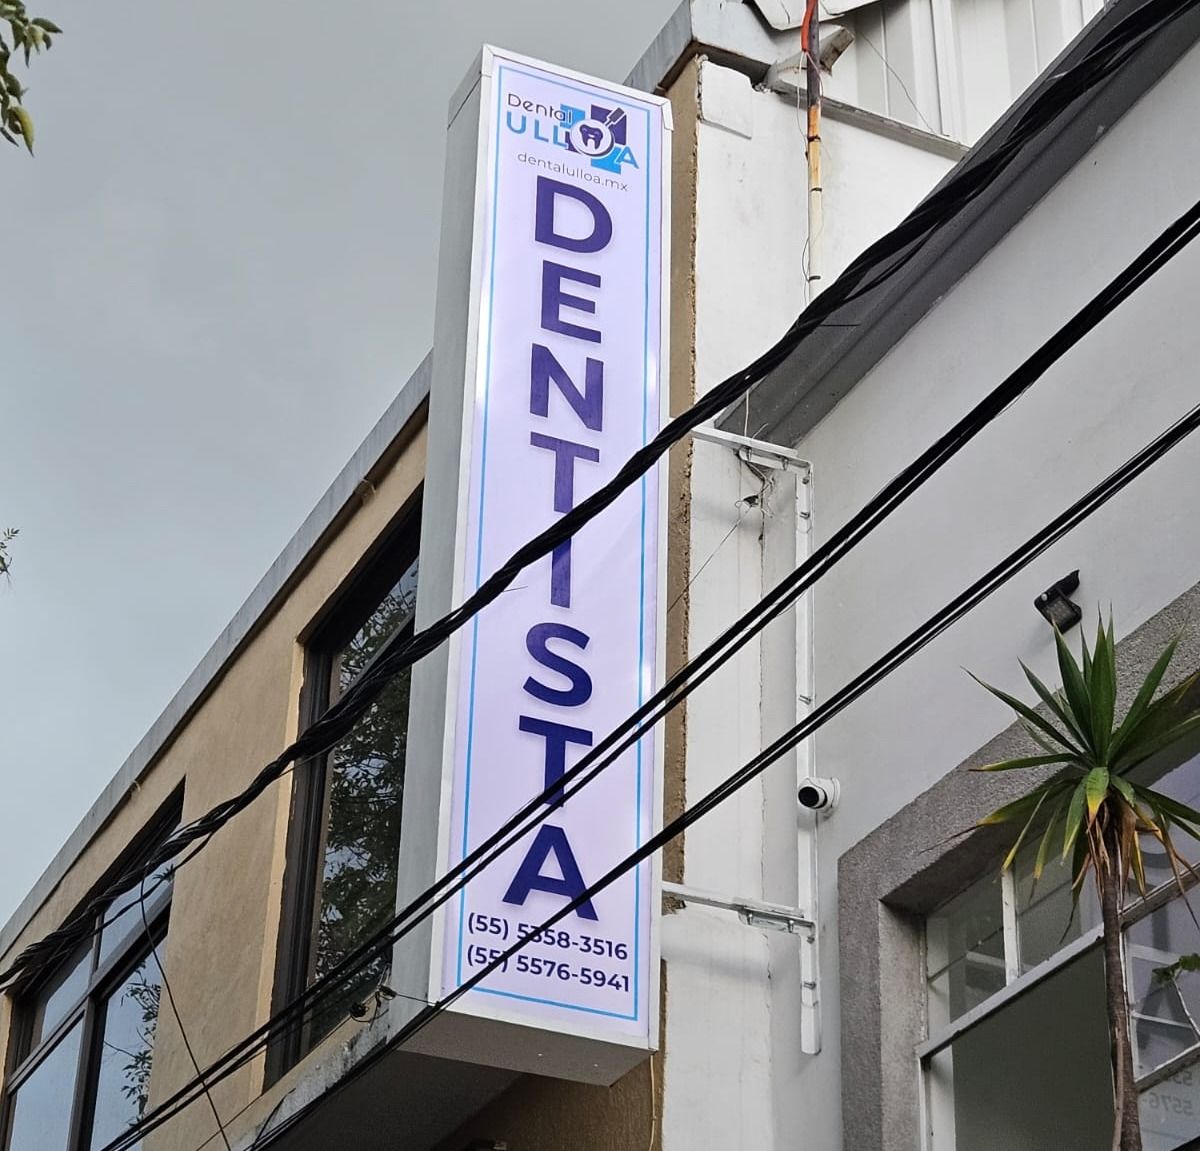 Dental
ULLOA
dentalulloa.mx
DENTISTA
(55) 5358-3516
(55) 5576-5941